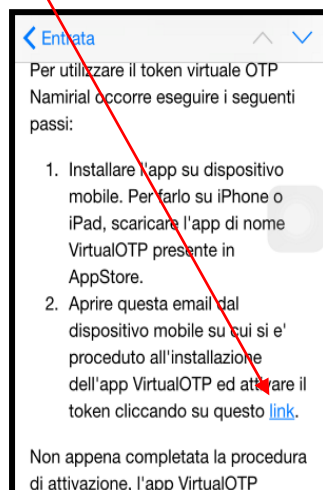 Entrata
Per utilizzare il token virtuale OTP
Namirial occorre eseguire i seguenti
passi:
1. Installare l'app su dispositivo
mobile. Per farlo su iPhone o
iPad, scaricare l'app di nome
VirtualOTP presente in
AppStore.
2. Aprire questa email dal
dispositivo mobile su cui si e'
proceduto all'installazione
dell'app VirtualOTP ed attivare il
token cliccando su questo link.
Non appena completata la procedura
di attivazione, l'app VirtualOTP